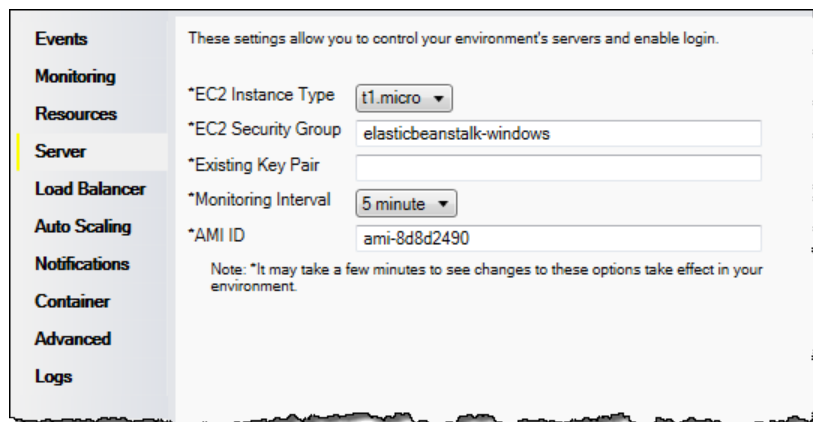 Events
Monitoring
Resources
Server
Load Balancer
Auto Scaling
Notifications
Container
Advanced
Logs
These settings allow you to control your environment's servers and enable login.
*EC2 Instance Type t1.micro
*EC2 Security Group elasticbeanstalk-windows
*Existing Key Pair
*Monitoring Interval 5 minute
*AMI ID ami-8d8d2490
Note: *It may take a few minutes to see changes to these options take effect in your
environment.